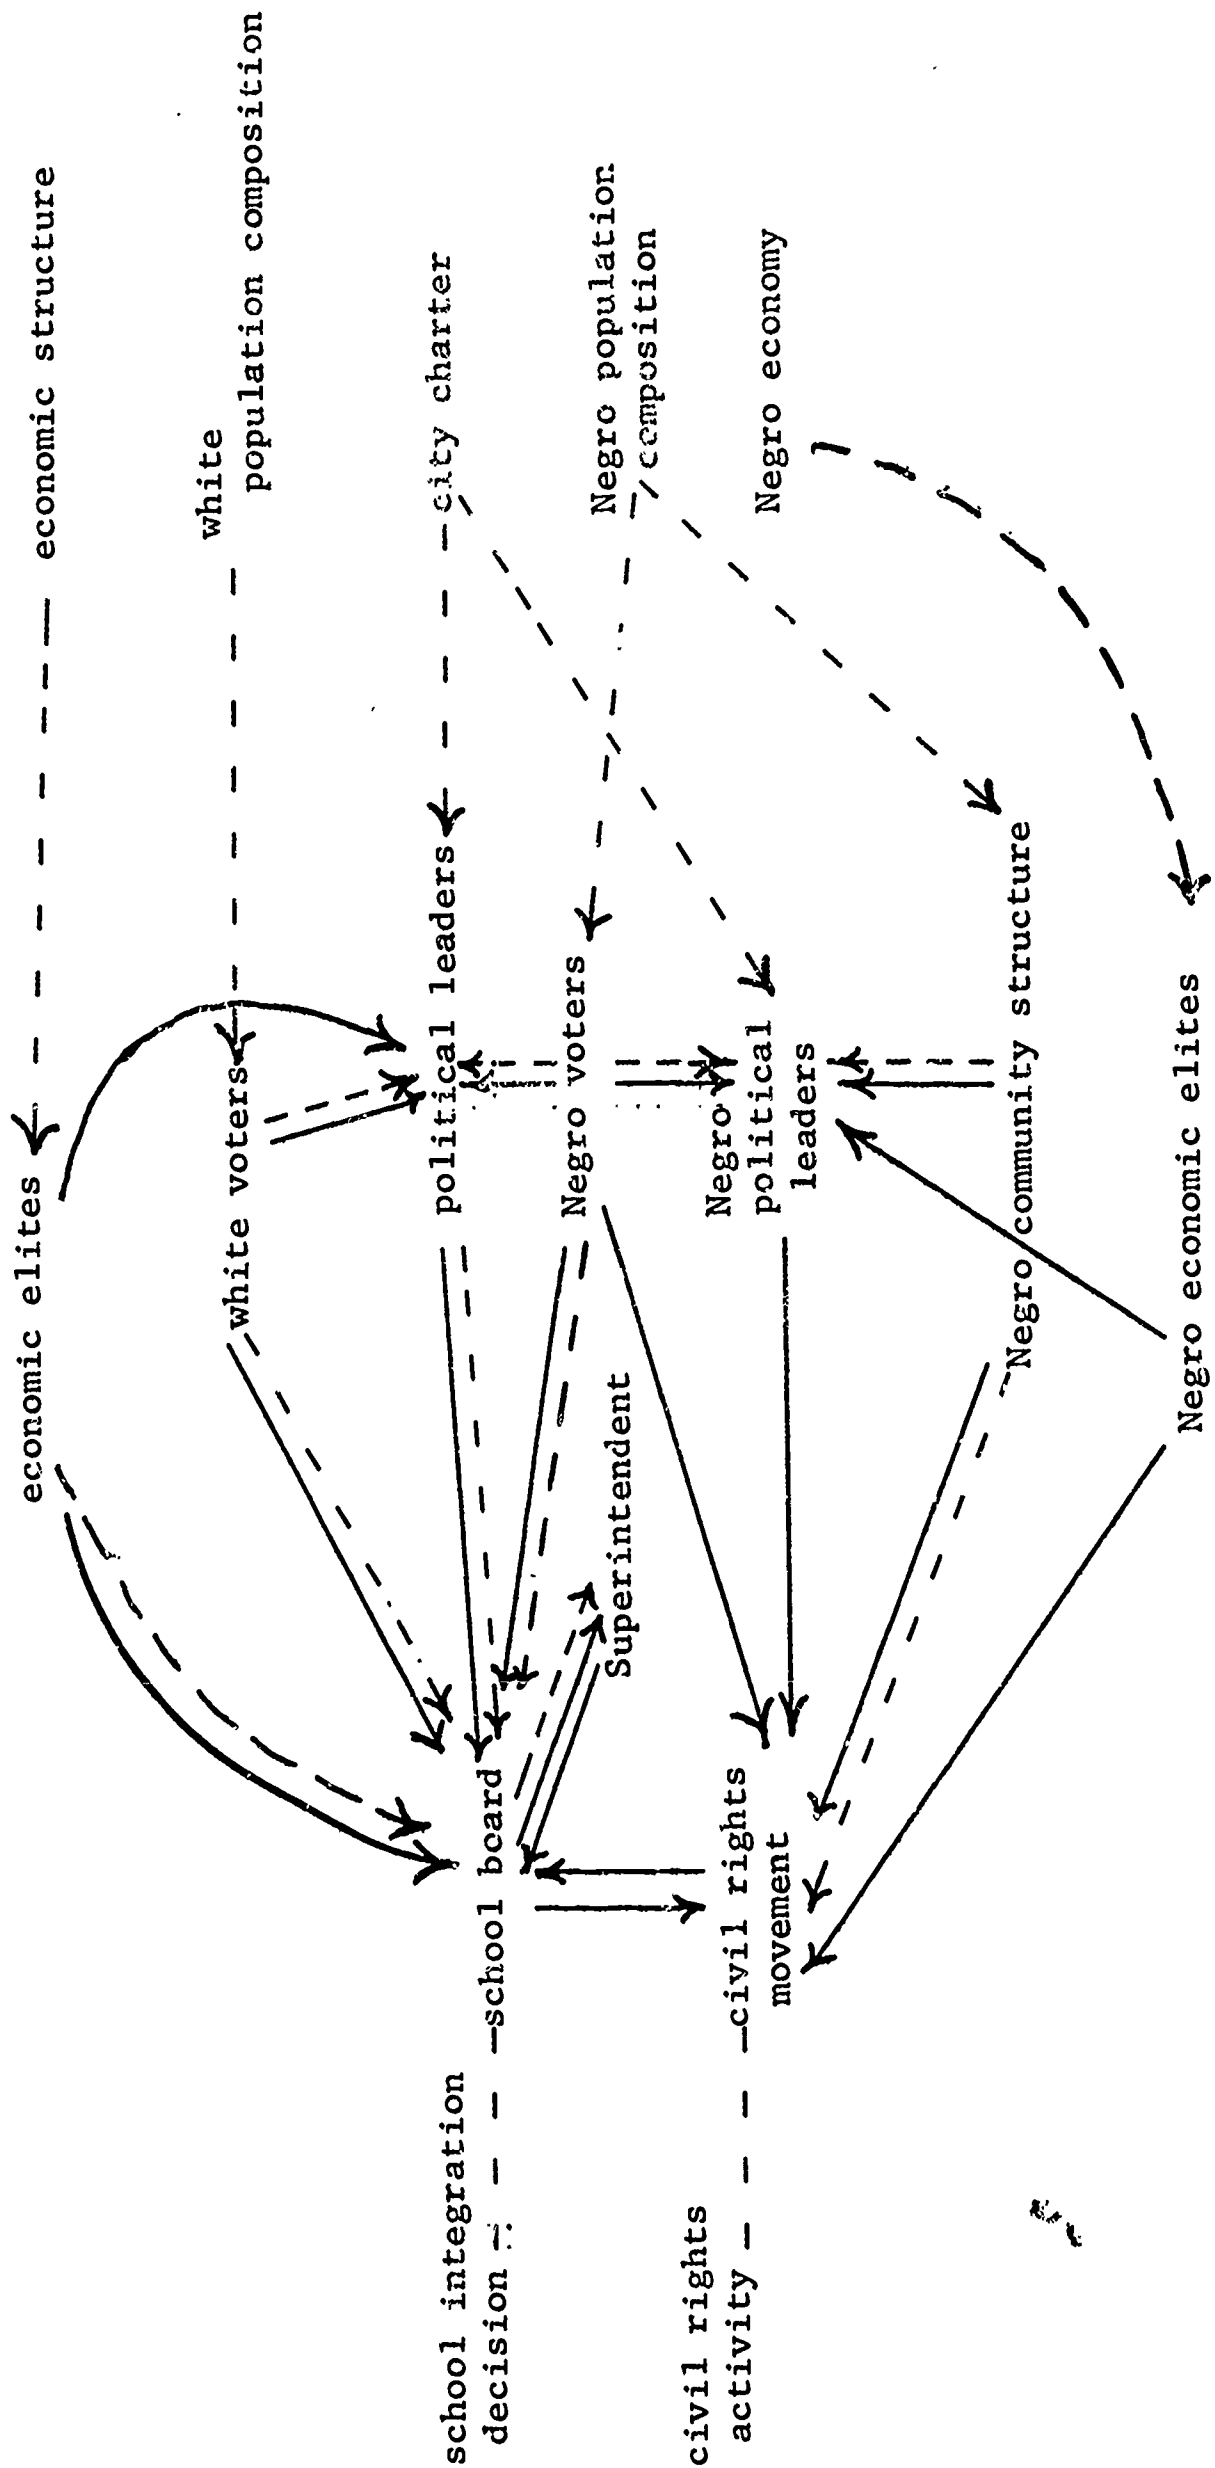 economic elites
economic structure
white voters
white
population composition
school integration
decision
school board
political leaders
city charter
Superintendent
Negro voters
Negro population
composition
civil rights
activity
civil rights
movement
Negro
political
leaders
Negro economy
Negro community structure
Negro economic elites